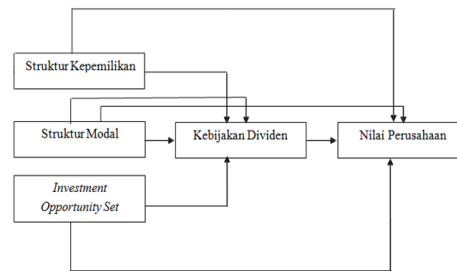 Struktur Kepemilikan
Struktur Modal
Kebijakan Dividen
Nilai Perusahaan
Investment
Opportunity Set